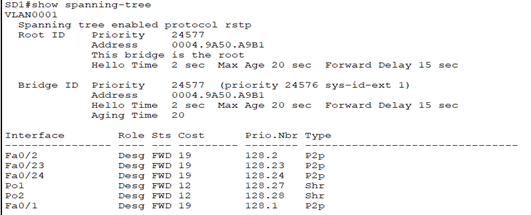 SD1#show spanning-tree
VLAN0001
  Spanning tree enabled protocol rstp
  Root ID    Priority    24577
             Address     0004.9A50.A9B1
             This bridge is the root
             Hello Time  2 sec  Max Age 20 sec  Forward Delay 15 sec
  Bridge ID  Priority    24577  (priority 24576 sys-id-ext 1)
             Address     0004.9A50.A9B1
             Hello Time  2 sec  Max Age 20 sec  Forward Delay 15 sec
             Aging Time  20
Interface        Role Sts Cost      Prio.Nbr Type
---------------- ---- --- --------- -------- --------------------------------
Fa0/2            Desg FWD 19        128.2    P2p
Fa0/23           Desg FWD 19        128.23   P2p
Fa0/24           Desg FWD 19        128.24   P2p
Po1              Desg FWD 12        128.27   Shr
Po2              Desg FWD 12        128.28   Shr
Fa0/1            Desg FWD 19        128.1    P2p